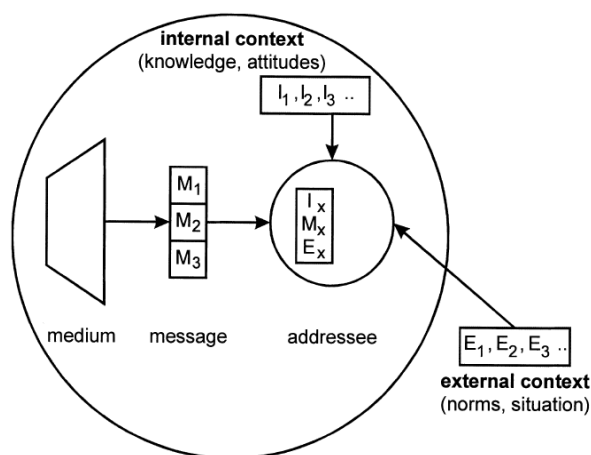 internal context
(knowledge, attitudes)
I1, I2, I3 ..
M1
M2
M3
Ix
Mx
Ex
medium
message
addressee
E1, E2, E3 ..
external context
(norms, situation)